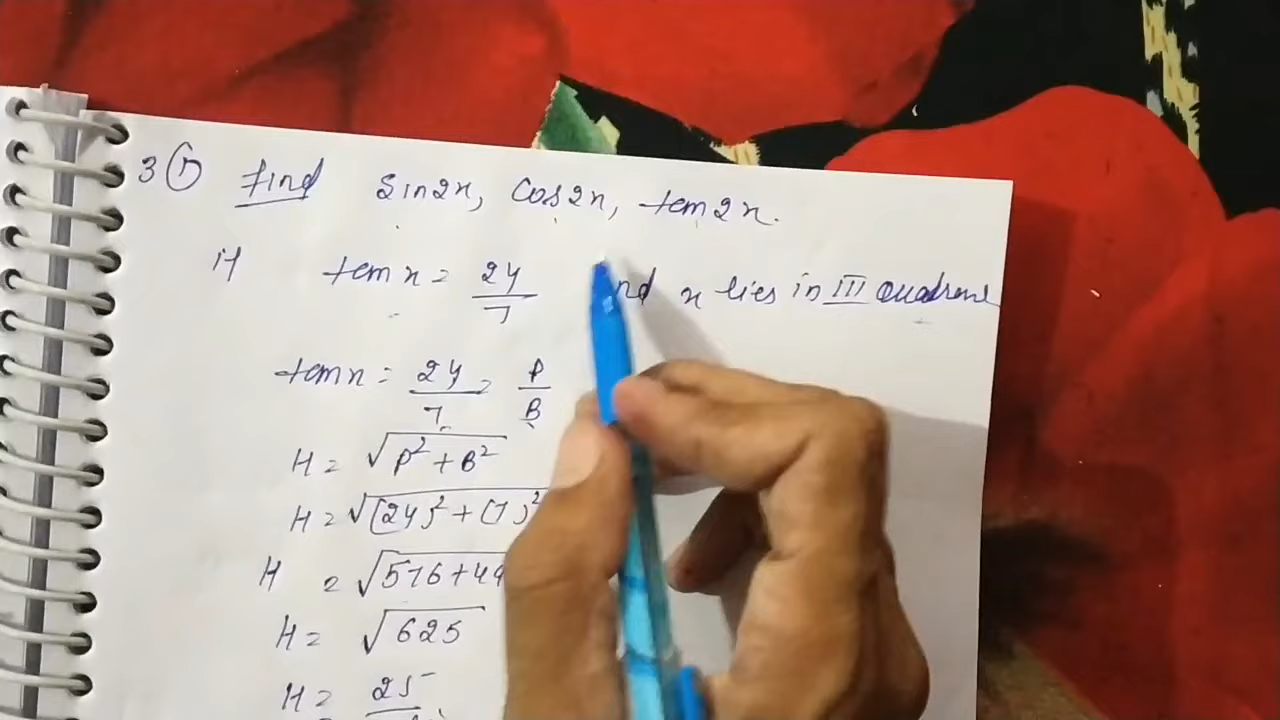 3 ① Find Sin2x, Cos2x, tan2x.
If tanx = 24/7 and x lies in III quadrant
tanx = 24/7 = P/B
H = √P² + B²
H = √(24)² + (7)²
H = √576+49
H = √625
H = 25